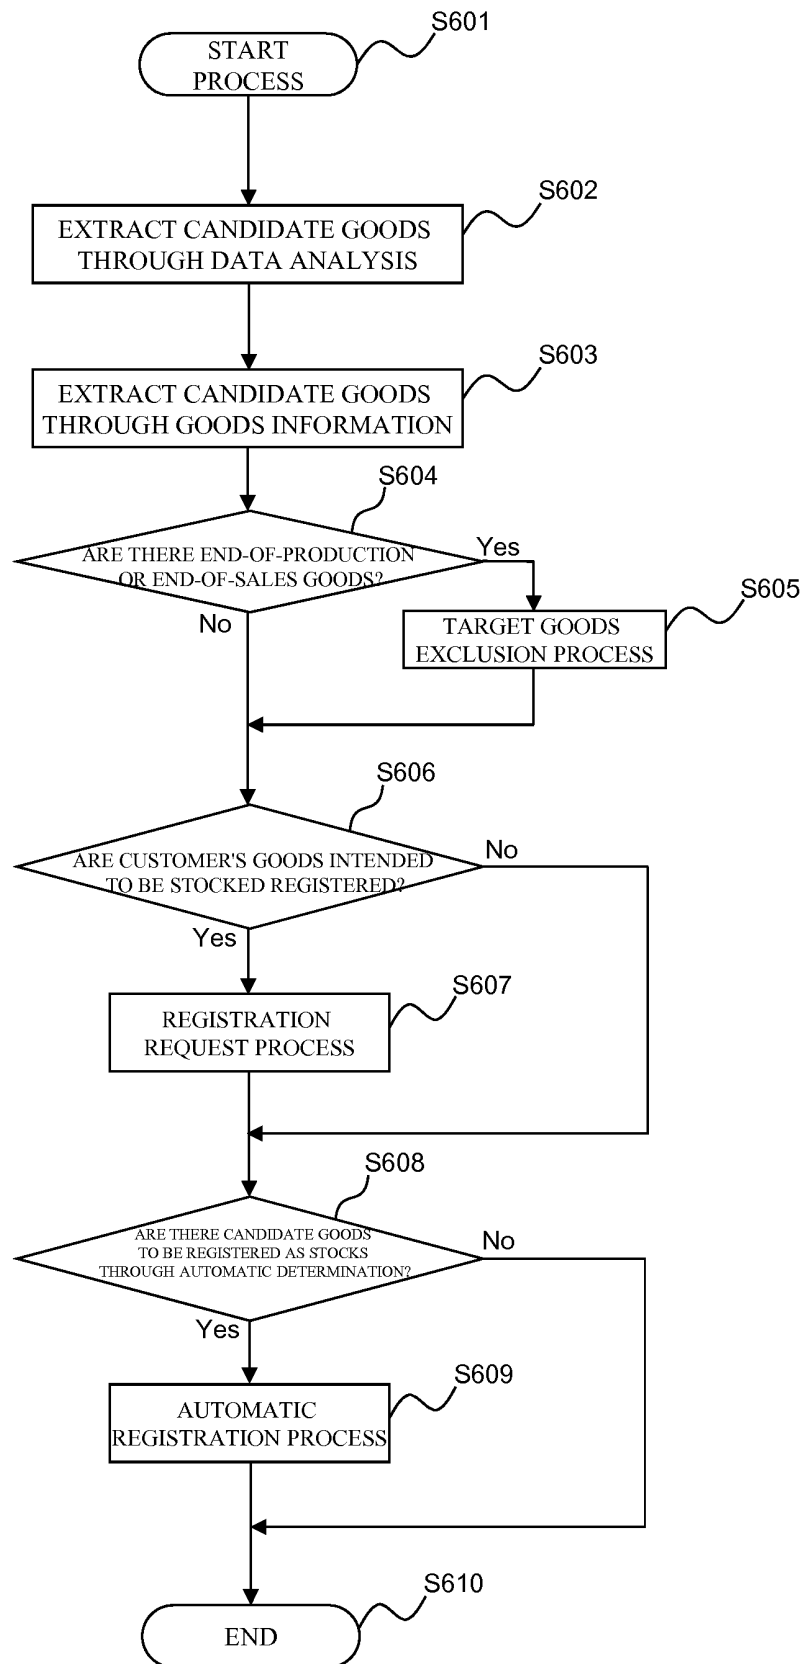 S601
START
PROCESS
S602
EXTRACT CANDIDATE GOODS
THROUGH DATA ANALYSIS
S603
EXTRACT CANDIDATE GOODS
THROUGH GOODS INFORMATION
S604
ARE THERE END-OF-PRODUCTION
OR END-OF-SALES GOODS?
Yes
No
S605
TARGET GOODS
EXCLUSION PROCESS
S606
ARE CUSTOMER'S GOODS INTENDED
TO BE STOCKED REGISTERED?
No
Yes
S607
REGISTRATION
REQUEST PROCESS
S608
ARE THERE CANDIDATE GOODS
TO BE REGISTERED AS STOCKS
THROUGH AUTOMATIC DETERMINATION?
No
Yes
S609
AUTOMATIC
REGISTRATION PROCESS
S610
END